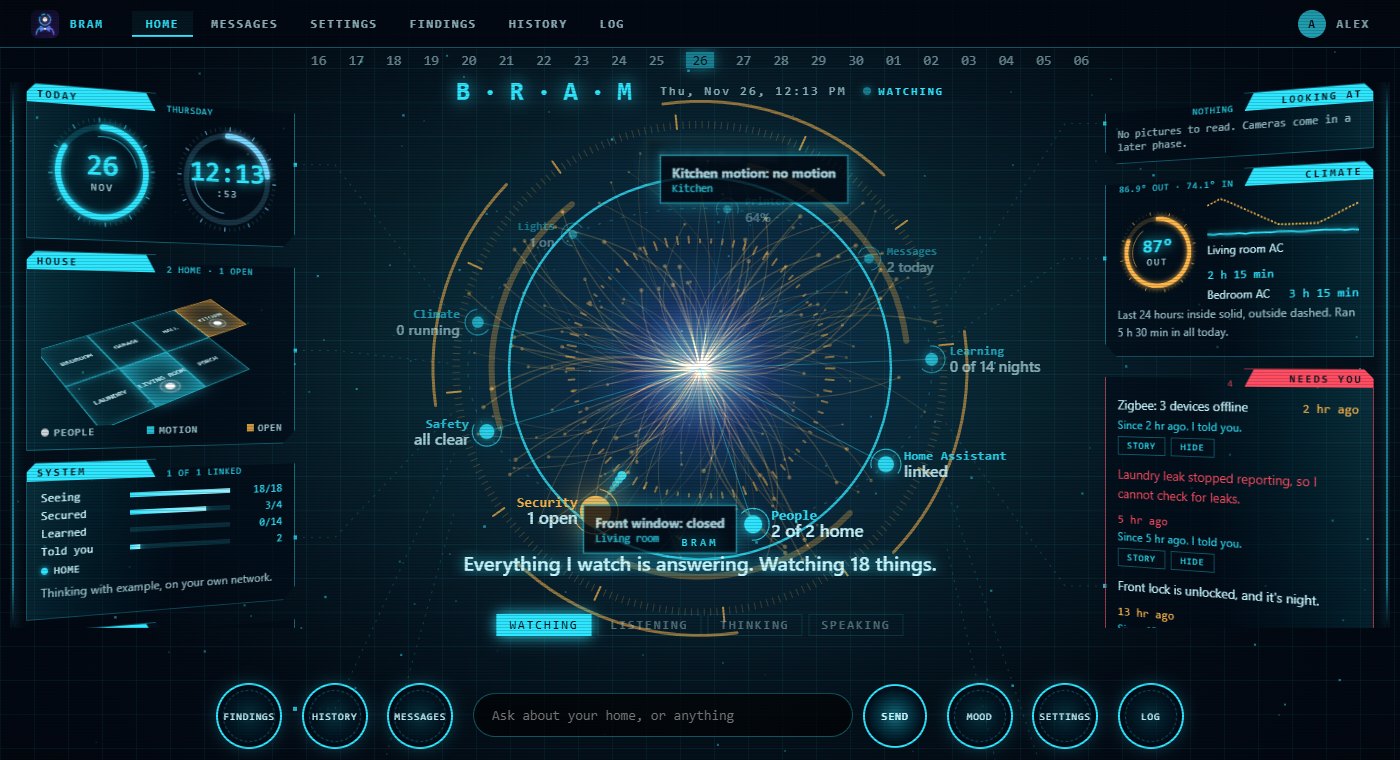 BRAM
HOME
MESSAGES
SETTINGS
FINDINGS
HISTORY
LOG
A
ALEX
16 17 18 19 20 21 22 23 24 25 26 27 28 29 30 01 02 03 04 05 06
B · R · A · M
Thu, Nov 26, 12:13 PM
WATCHING
TODAY
THURSDAY
26
NOV
12:13
:53
HOUSE
2 HOME · 1 OPEN
BEDROOM
GARAGE
HALL
KITCHEN
LAUNDRY
LIVING ROOM
PORCH
PEOPLE
MOTION
OPEN
SYSTEM
1 OF 1 LINKED
Seeing 18/18
Secured 3/4
Learned 0/14
Told you 2
HOME
Thinking with example, on your own network.
Kitchen motion: no motion
Kitchen
Printer
64%
Lights
1 on
Messages
2 today
Climate
0 running
Learning
0 of 14 nights
Safety
all clear
Home Assistant
linked
Security
1 open
People
2 of 2 home
Front window: closed
Living room
BRAM
Everything I watch is answering. Watching 18 things.
WATCHING
LISTENING
THINKING
SPEAKING
LOOKING AT
NOTHING
No pictures to read. Cameras come in a
later phase.
CLIMATE
86.9° OUT · 74.1° IN
87°
OUT
Living room AC
2 h 15 min
Bedroom AC 3 h 15 min
Last 24 hours: inside solid, outside dashed. Ran
5 h 30 min in all today.
4
NEEDS YOU
Zigbee: 3 devices offline 2 hr ago
Since 2 hr ago. I told you.
STORY
HIDE
Laundry leak stopped reporting, so I
cannot check for leaks.
5 hr ago
Since 5 hr ago. I told you.
STORY
HIDE
Front lock is unlocked, and it's night.
13 hr ago
FINDINGS
HISTORY
MESSAGES
Ask about your home, or anything
SEND
MOOD
SETTINGS
LOG